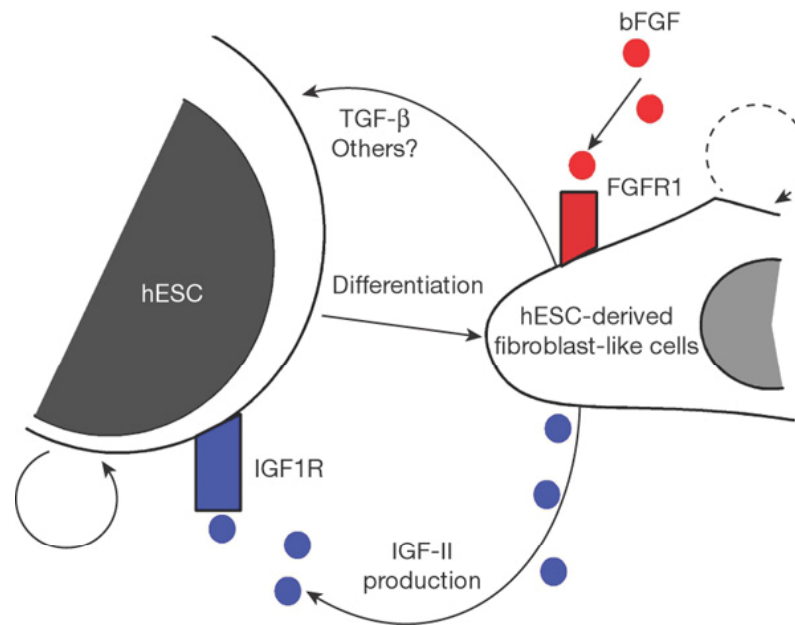 bFGF
TGF-β
Others?
FGFR1
hESC
Differentiation
hESC-derived
fibroblast-like cells
IGF1R
IGF-II
production